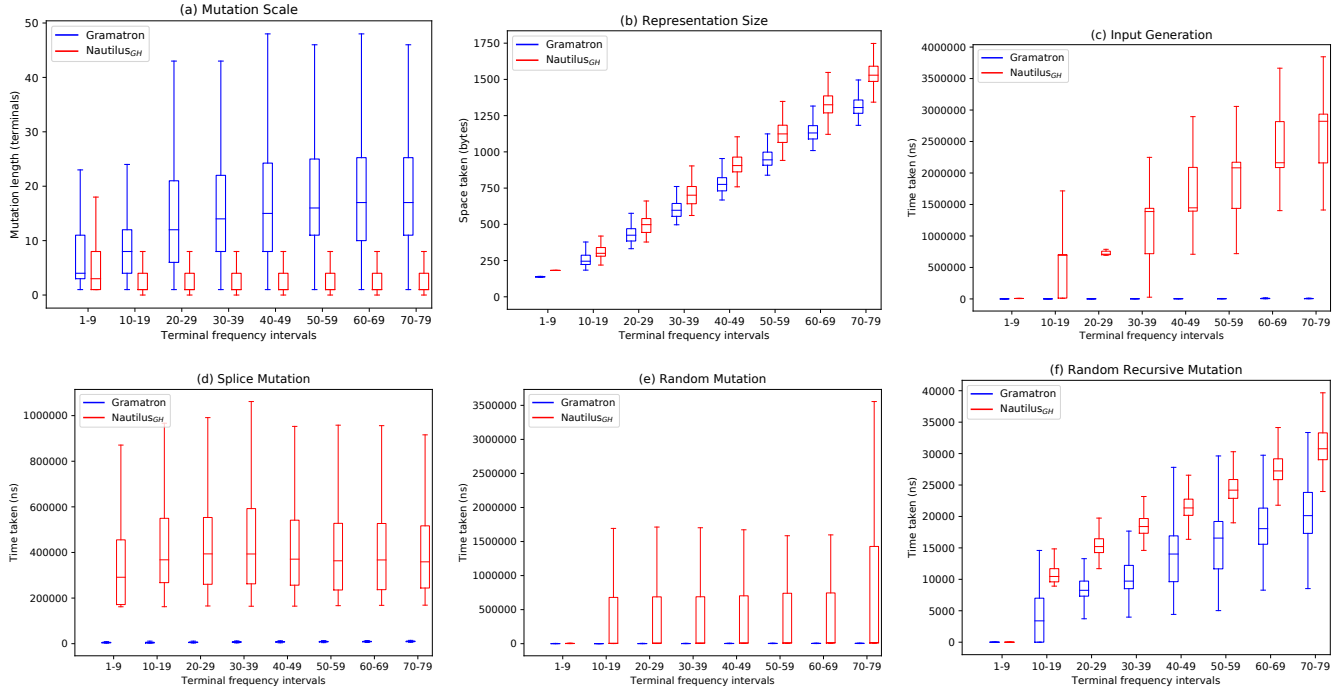 (a) Mutation Scale
Gramatron
Nautilus_GH
Mutation length (terminals)
50
40
30
20
10
0
1-9 10-19 20-29 30-39 40-49 50-59 60-69 70-79
Terminal frequency intervals
(b) Representation Size
Gramatron
Nautilus_GH
Space taken (bytes)
1750
1500
1250
1000
750
500
250
0
1-9 10-19 20-29 30-39 40-49 50-59 60-69 70-79
Terminal frequency intervals
(c) Input Generation
Gramatron
Nautilus_GH
Time taken (ns)
4000000
3500000
3000000
2500000
2000000
1500000
1000000
500000
0
1-9 10-19 20-29 30-39 40-49 50-59 60-69 70-79
Terminal frequency intervals
(d) Splice Mutation
Gramatron
Nautilus_GH
Time taken (ns)
1000000
800000
600000
400000
200000
0
1-9 10-19 20-29 30-39 40-49 50-59 60-69 70-79
Terminal frequency intervals
(e) Random Mutation
Gramatron
Nautilus_GH
Time taken (ns)
3500000
3000000
2500000
2000000
1500000
1000000
500000
0
1-9 10-19 20-29 30-39 40-49 50-59 60-69 70-79
Terminal frequency intervals
(f) Random Recursive Mutation
Gramatron
Nautilus_GH
Time taken (ns)
40000
35000
30000
25000
20000
15000
10000
5000
0
1-9 10-19 20-29 30-39 40-49 50-59 60-69 70-79
Terminal frequency intervals